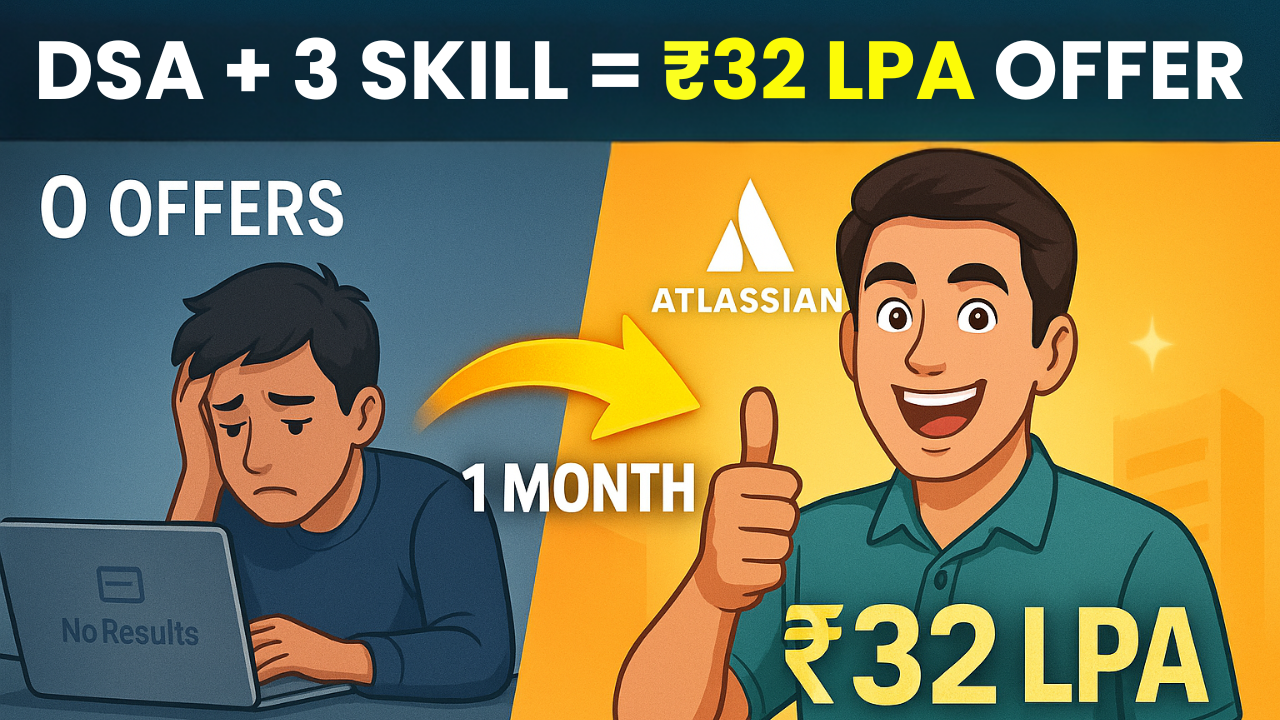 DSA + 3 SKILL = ₹32 LPA OFFER
0 OFFERS
ATLASSIAN
1 MONTH
No Results
₹32 LPA